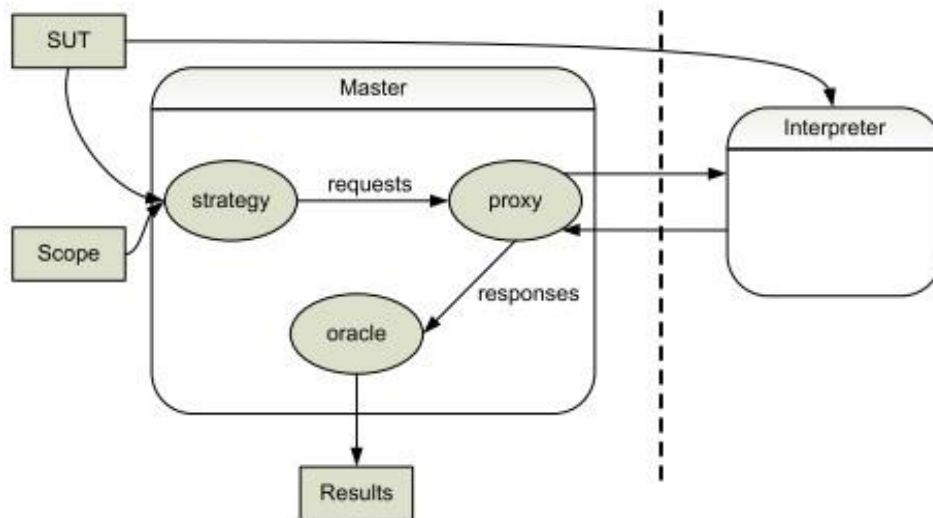 SUT
Master
Interpreter
strategy
requests
proxy
Scope
responses
oracle
Results